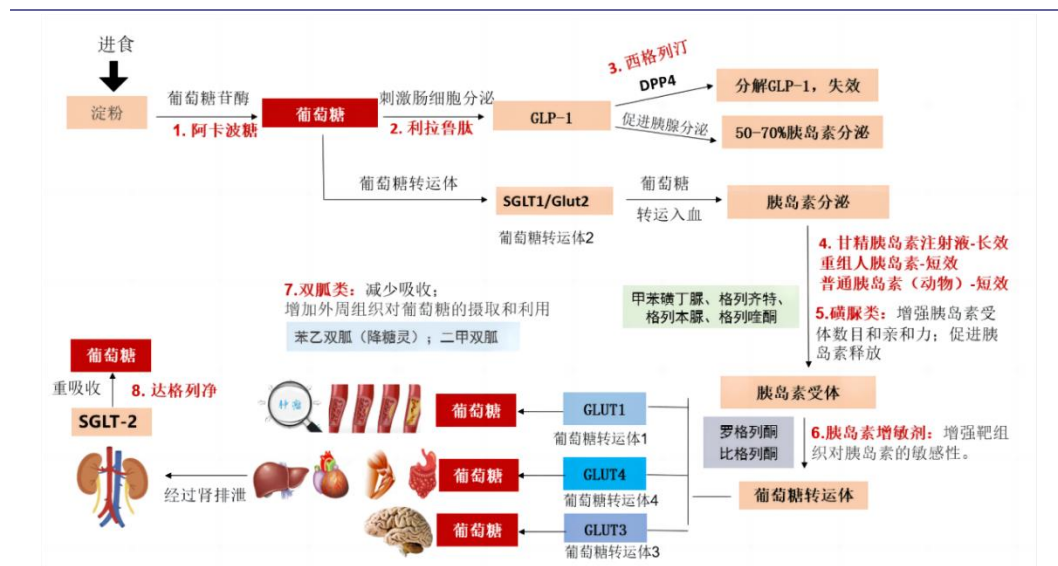 进食
淀粉
葡萄糖苷酶
1. 阿卡波糖
葡萄糖
刺激肠细胞分泌
2. 利拉鲁肽
GLP-1
3. 西格列汀
DPP4
分解GLP-1，失效
促进胰腺分泌
50-70%胰岛素分泌
葡萄糖转运体
SGLT1/Glut2
葡萄糖转运体2
葡萄糖
转运入血
胰岛素分泌
4. 甘精胰岛素注射液-长效
重组人胰岛素-短效
普通胰岛素（动物）-短效
甲苯磺丁脲、格列齐特、
格列本脲、格列喹酮
5.磺脲类：增强胰岛素受
体数目和亲和力；促进胰
岛素释放
7.双胍类：减少吸收；
增加外周组织对葡萄糖的摄取和利用
苯乙双胍（降糖灵）；二甲双胍
胰岛素受体
罗格列酮
比格列酮
6.胰岛素增敏剂：增强靶组
织对胰岛素的敏感性。
葡萄糖转运体
GLUT1
葡萄糖转运体1
葡萄糖
肿瘤
GLUT4
葡萄糖转运体4
葡萄糖
GLUT3
葡萄糖转运体3
葡萄糖
经过肾排泄
葡萄糖
重吸收
8. 达格列净
SGLT-2